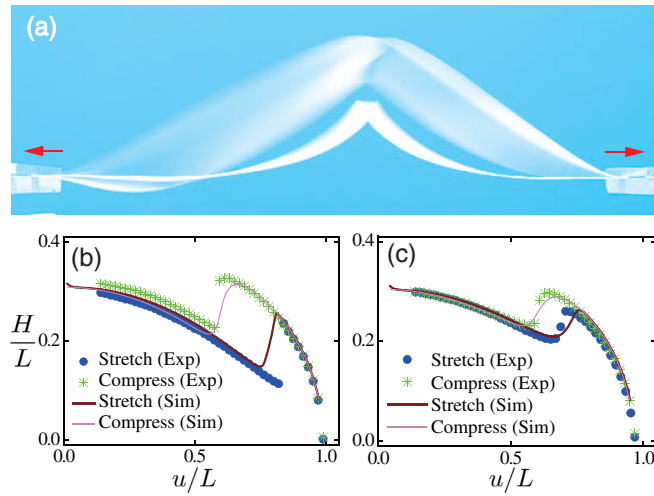 (a)
(b)
(c)
0.4
0.2
0.0
H/L
Stretch (Exp)
Compress (Exp)
Stretch (Sim)
Compress (Sim)
0.0 0.5 1.0
u/L
0.4
0.2
0.0
Stretch (Exp)
Compress (Exp)
Stretch (Sim)
Compress (Sim)
0.0 0.5 1.0
u/L